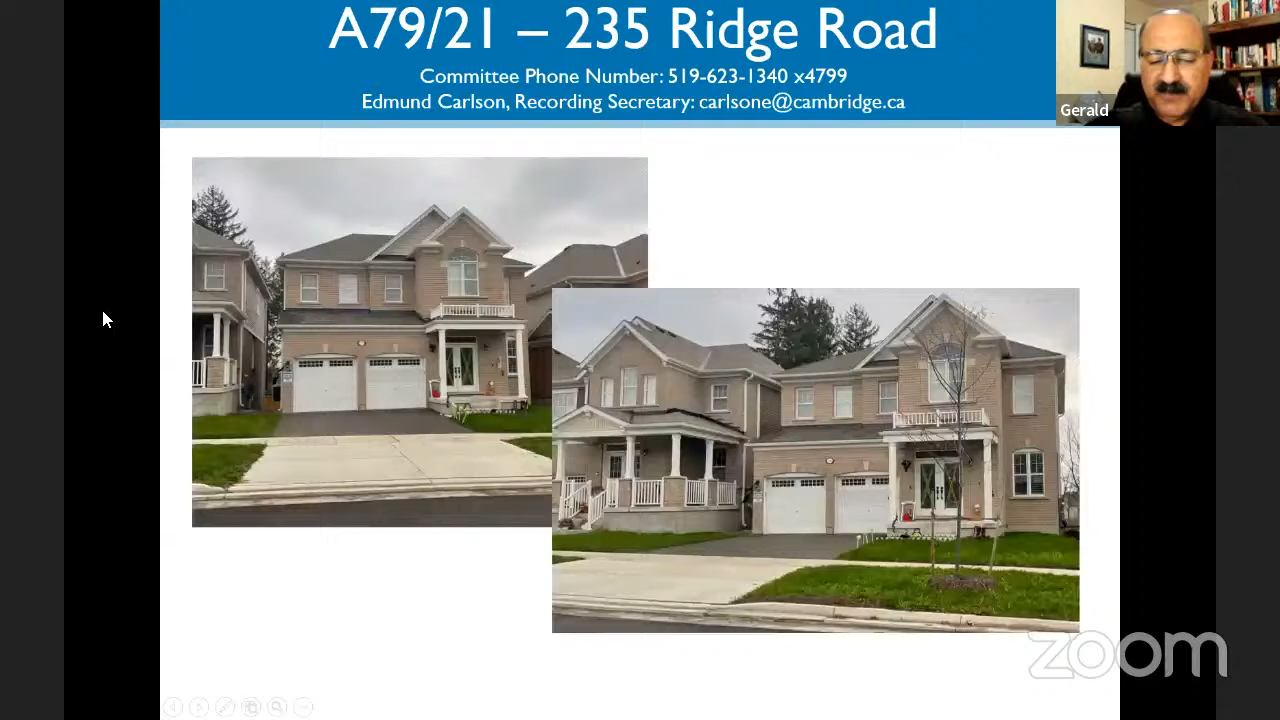 A79/21 – 235 Ridge Road
Committee Phone Number: 519-623-1340 x4799
Edmund Carlson, Recording Secretary: carlsone@cambridge.ca
Gerald
zoom